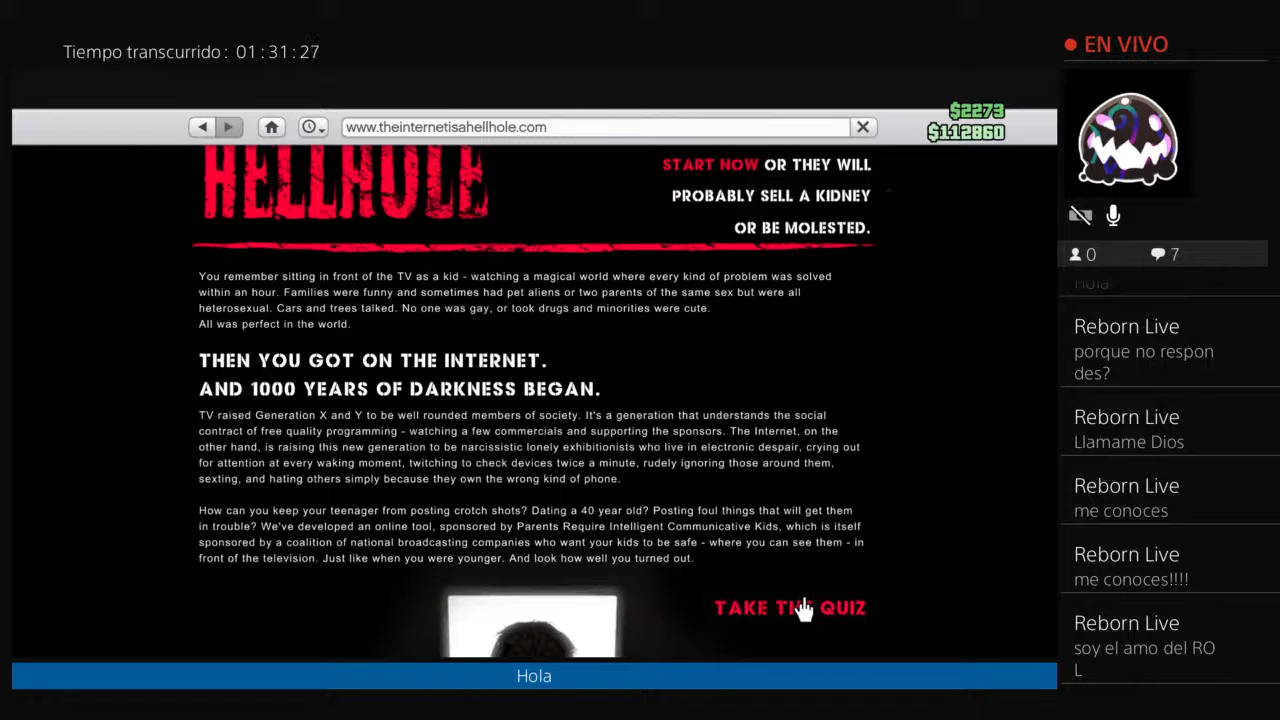 Tiempo transcurrido: 01:31:27
EN VIVO
$2273
$112860
www.theinternetisahellhole.com
HELLHOLE
START NOW OR THEY WILL
PROBABLY SELL A KIDNEY
OR BE MOLESTED.
You remember sitting in front of the TV as a kid - watching a magical world where every kind of problem was solved
within an hour. Families were funny and sometimes had pet aliens or two parents of the same sex but were all
heterosexual. Cars and trees talked. No one was gay, or took drugs and minorities were cute.
All was perfect in the world.
THEN YOU GOT ON THE INTERNET.
AND 1000 YEARS OF DARKNESS BEGAN.
TV raised Generation X and Y to be well rounded members of society. It's a generation that understands the social
contract of free quality programming - watching a few commercials and supporting the sponsors. The Internet, on the
other hand, is raising this new generation to be narcissistic lonely exhibitionists who live in electronic despair, crying out
for attention at every waking moment, twitching to check devices twice a minute, rudely ignoring those around them,
sexting, and hating others simply because they own the wrong kind of phone.
How can you keep your teenager from posting crotch shots? Dating a 40 year old? Posting foul things that will get them
in trouble? We've developed an online tool, sponsored by Parents Require Intelligent Communicative Kids, which is itself
sponsored by a coalition of national broadcasting companies who want your kids to be safe - where you can see them - in
front of the television. Just like when you were younger. And look how well you turned out.
TAKE THE QUIZ
Hola
0
7
Hola
Reborn Live
porque no respon
des?
Reborn Live
Llamame Dios
Reborn Live
me conoces
Reborn Live
me conoces!!!!
Reborn Live
soy el amo del RO
L